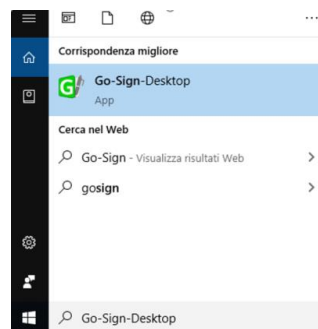 Corrispondenza migliore
Go-Sign-Desktop
App
Cerca nel Web
Go-Sign - Visualizza risultati Web
gosign
Go-Sign-Desktop